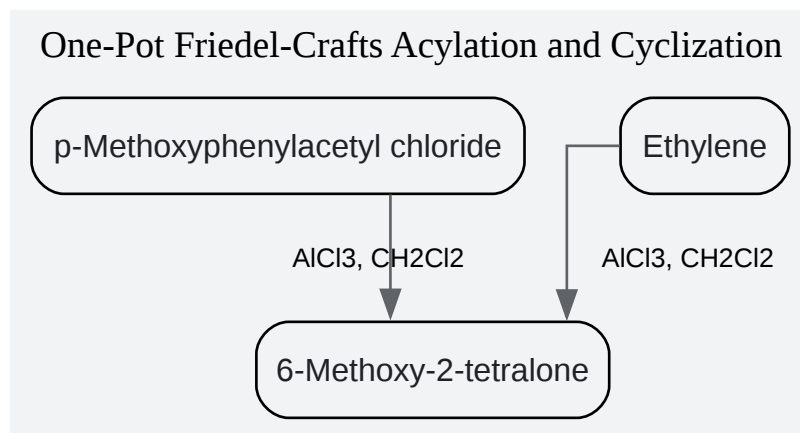 One-Pot Friedel-Crafts Acylation and Cyclization
p-Methoxyphenylacetyl chloride
Ethylene
AlCl3, CH2Cl2
AlCl3, CH2Cl2
6-Methoxy-2-tetralone